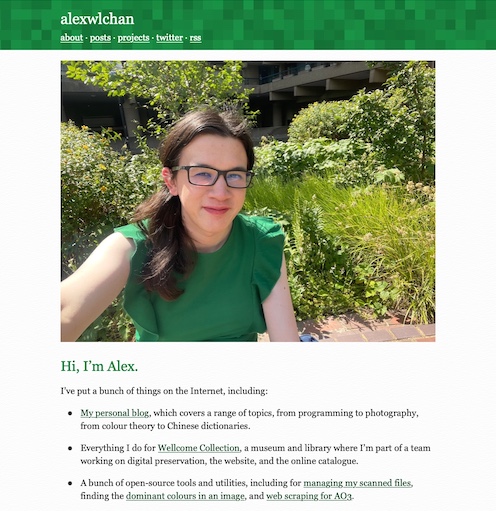 alexwlchan
about · posts · projects · twitter · rss
Hi, I’m Alex.
I’ve put a bunch of things on the Internet, including:
• My personal blog, which covers a range of topics, from programming to photography,
from colour theory to Chinese dictionaries.
• Everything I do for Wellcome Collection, a museum and library where I’m part of a team
working on digital preservation, the website, and the online catalogue.
• A bunch of open-source tools and utilities, including for managing my scanned files,
finding the dominant colours in an image, and web scraping for AO3.